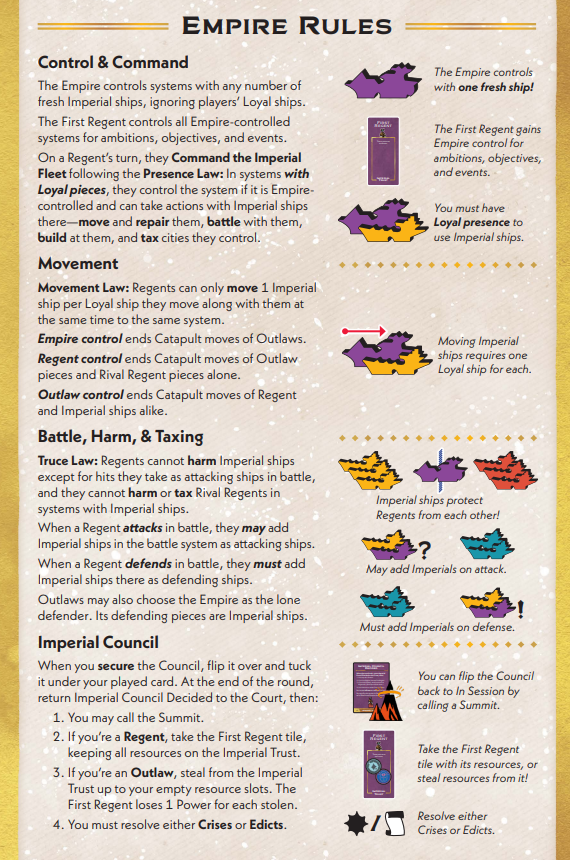 EMPIRE RULES
Control & Command
The Empire controls systems with any number of
fresh Imperial ships, ignoring players' Loyal ships.
The First Regent controls all Empire-controlled
systems for ambitions, objectives, and events.
On a Regent's turn, they Command the Imperial
Fleet following the Presence Law: In systems with
Loyal pieces, they control the system if it is Empire-
controlled and can take actions with Imperial ships
there—move and repair them, battle with them,
build at them, and tax cities they control.
The Empire controls
with one fresh ship!
FIRST
REGENT
The First Regent gains
Empire control for
ambitions, objectives,
and events.
You must have
Loyal presence to
use Imperial ships.
Movement
Movement Law: Regents can only move 1 Imperial
ship per Loyal ship they move along with them at
the same time to the same system.
Empire control ends Catapult moves of Outlaws.
Regent control ends Catapult moves of Outlaw
pieces and Rival Regent pieces alone.
Outlaw control ends Catapult moves of Regent
and Imperial ships alike.
Moving Imperial
ships requires one
Loyal ship for each.
Battle, Harm, & Taxing
Truce Law: Regents cannot harm Imperial ships
except for hits they take as attacking ships in battle,
and they cannot harm or tax Rival Regents in
systems with Imperial ships.
When a Regent attacks in battle, they may add
Imperial ships in the battle system as attacking ships.
When a Regent defends in battle, they must add
Imperial ships there as defending ships.
Outlaws may also choose the Empire as the lone
defender. Its defending pieces are Imperial ships.
Imperial ships protect
Regents from each other!
?
May add Imperials on attack.
!
Must add Imperials on defense.
Imperial Council
When you secure the Council, flip it over and tuck
it under your played card. At the end of the round,
return Imperial Council Decided to the Court, then:
1. You may call the Summit.
2. If you're a Regent, take the First Regent tile,
keeping all resources on the Imperial Trust.
3. If you're an Outlaw, steal from the Imperial
Trust up to your empty resource slots. The
First Regent loses 1 Power for each stolen.
4. You must resolve either Crises or Edicts.
You can flip the Council
back to In Session by
calling a Summit.
FIRST
REGENT
Take the First Regent
tile with its resources, or
steal resources from it!
/
Resolve either
Crises or Edicts.